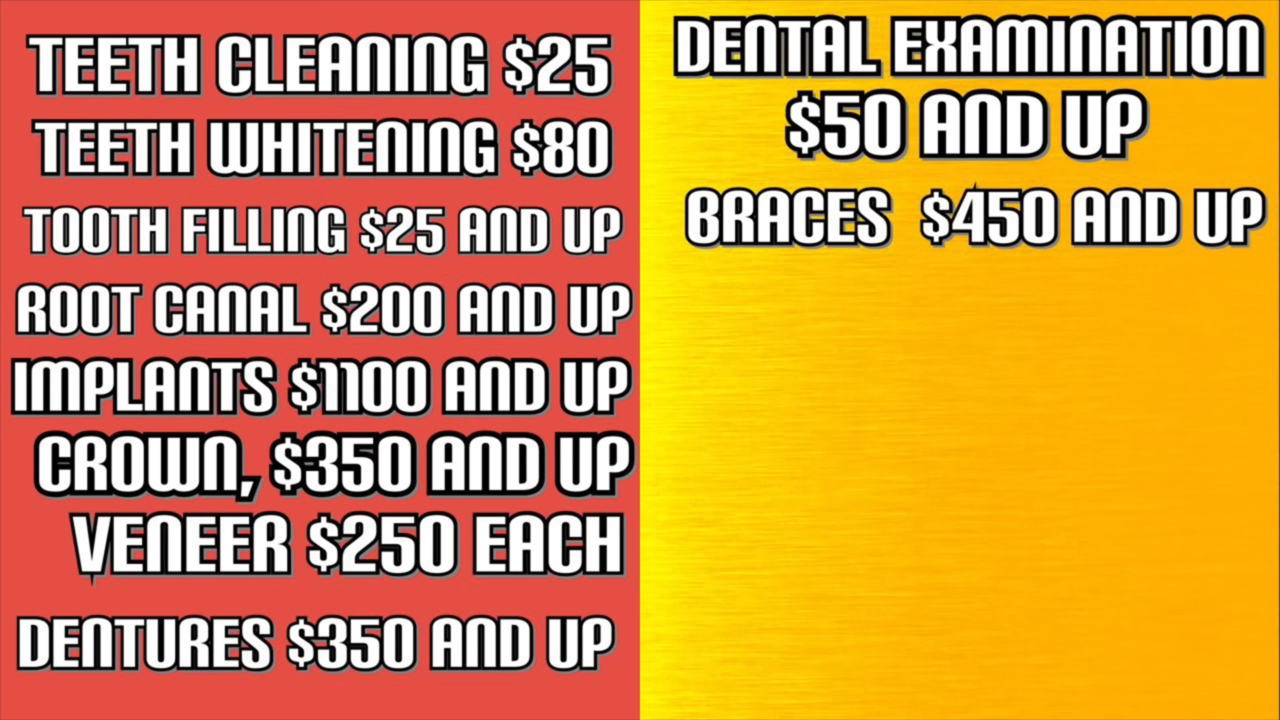 TEETH CLEANING $25
TEETH WHITENING $80
TOOTH FILLING $25 AND UP
ROOT CANAL $200 AND UP
IMPLANTS $1100 AND UP
CROWN, $350 AND UP
VENEER $250 EACH
DENTURES $350 AND UP
DENTAL EXAMINATION
$50 AND UP
BRACES $450 AND UP